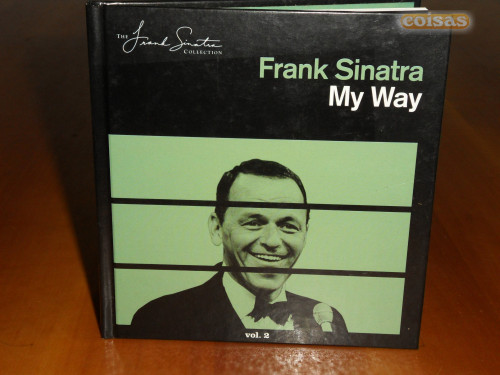 coisas
THE Frank Sinatra
COLLECTION
Frank Sinatra
My Way
vol. 2